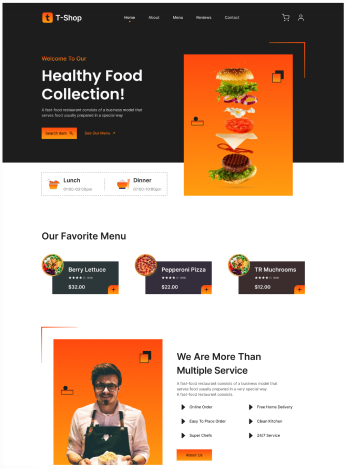 T-Shop
Home About Menu Reviews Contact
Welcome To Our
Healthy Food
Collection!
A fast-food restaurant consists of a business model that
serves food usually prepared in a special way
Search Item
See Our Menu
Lunch
Dinner
Our Favorite Menu
Berry Lettuce
$32.00
Pepperoni Pizza
$22.00
TR Muchrooms
$12.00
We Are More Than
Multiple Service
A fast-food restaurant consists of a business model that
serves food usually prepared in a very special way.
A fast-food restaurant consists.
Online Order
Free Home Delivery
Easy To Place Order
Clean Kitchen
Super Chefs
24/7 Service
About Us